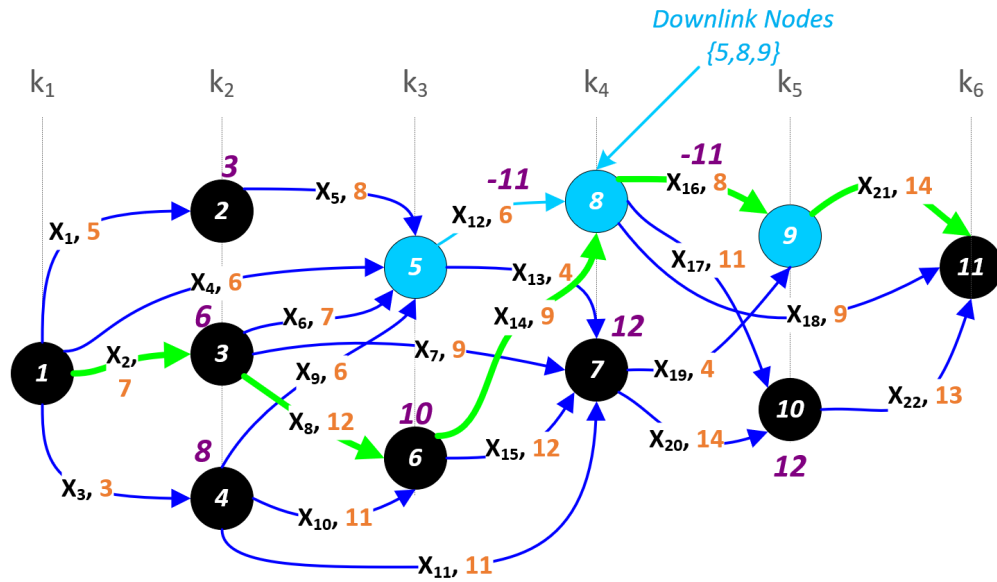 Downlink Nodes
{5,8,9}
k1 k2 k3 k4 k5 k6
3
2
X5, 8
-11
X12, 6
8
-11
X16, 8
X21, 14
9
X1, 5
X4, 6
5
X13, 4
X17, 11
11
6
X6, 7
X14, 9
X18, 9
12
1
X2,
7
3
X7, 9
X9, 6
7
X19, 4
X8, 12
10
10
X22, 13
8
6
X15, 12
X20, 14
12
X3, 3
4
X10, 11
X11, 11